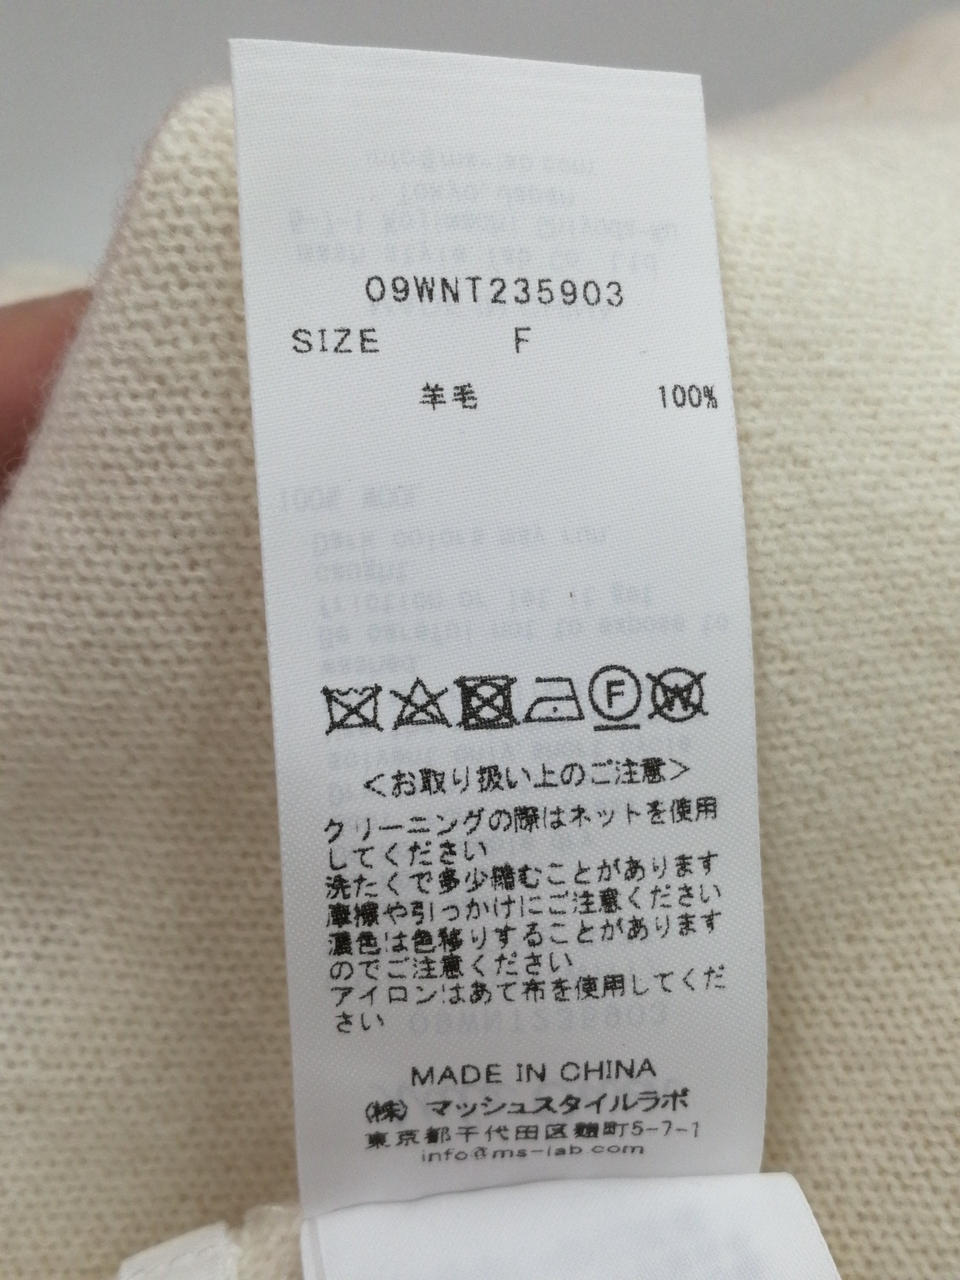 09WNT235903
SIZE F
羊毛 100%
F
W
<お取り扱い上のご注意>
クリーニングの際はネットを使用
してください
洗たくで多少縮むことがあります
摩擦や引っかけにご注意ください
濃色は色移りすることがあります
のでご注意ください
アイロンはあて布を使用してくだ
さい
MADE IN CHINA
(株) マッシュスタイルラボ
東京都千代田区麹町5-7-1
info@ms-lab.com